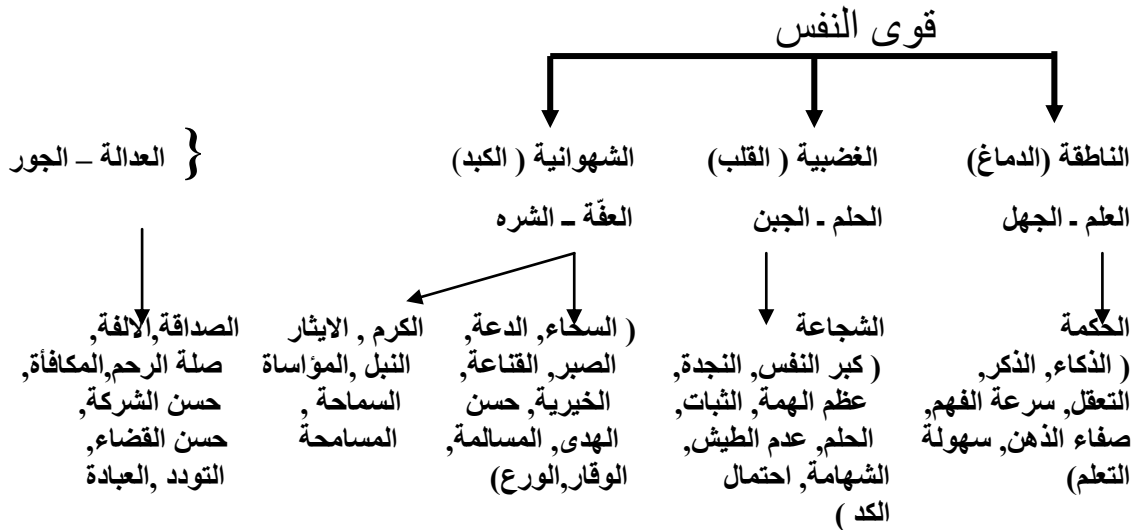 قوى النفس
الناطقة (الدماغ)
العلم - الجهل
الحكمة
( الذكاء, الذكر,
التعقل, سرعة الفهم,
صفاء الذهن, سهولة
التعلم)
الغضبية ( القلب)
الحلم - الجبن
الشجاعة
( كبر النفس, النجدة,
عظم الهمة, الثبات,
الحلم, عدم الطيش,
الشهامة, احتمال
الكد )
الشهوانية ( الكبد)
العفّة – الشره
( السخاء, الدعة,
الصبر, القناعة,
الخيرية, حسن
الهدى, المسالمة,
الوقار,الورع)
الكرم , الايثار
النبل ,المؤاساة
السماحة ,
المسامحة
{ العدالة – الجور
الصداقة,الالفة,
صلة الرحم,المكافأة,
حسن الشركة,
حسن القضاء,
التودد ,العبادة